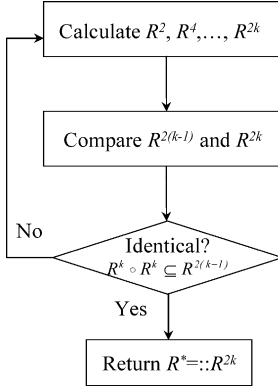 Calculate R², R⁴,…, R²ᵏ
Compare R²⁽ᵏ⁻¹⁾ and R²ᵏ
No
Identical?
Rᵏ ∘ Rᵏ ⊆ R²⁽ᵏ⁻¹⁾
Yes
Return R*=::R²ᵏ